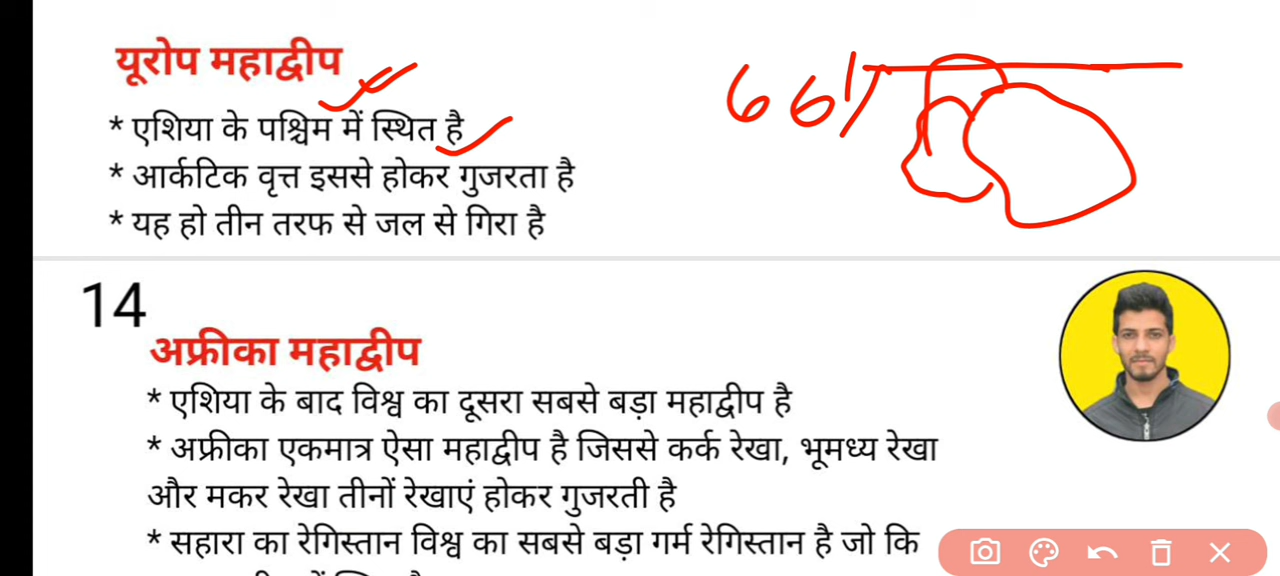 यूरोप महाद्वीप
* एशिया के पश्चिम में स्थित है
* आर्कटिक वृत्त इससे होकर गुजरता है
* यह हो तीन तरफ से जल से गिरा है
66½
14
अफ्रीका महाद्वीप
* एशिया के बाद विश्व का दूसरा सबसे बड़ा महाद्वीप है
* अफ्रीका एकमात्र ऐसा महाद्वीप है जिससे कर्क रेखा, भूमध्य रेखा
और मकर रेखा तीनों रेखाएं होकर गुजरती है
* सहारा का रेगिस्तान विश्व का सबसे बड़ा गर्म रेगिस्तान है जो कि